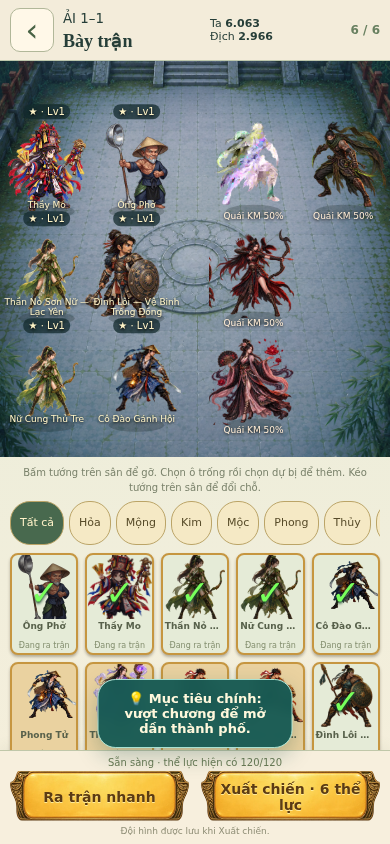 ẢI 1–1
Bày trận
Ta 6.063
Địch 2.966
6 / 6
★ · Lv1
★ · Lv1
Thầy Mo
Ông Phở
Quái KM 50%
Quái KM 50%
★ · Lv1
★ · Lv1
Thần Nỏ Sơn Nữ —
Lạc Yên
Đinh Lôi — Vệ Binh
Trống Đồng
Quái KM 50%
★ · Lv1
★ · Lv1
Nữ Cung Thủ Tre
Cô Đào Gánh Hội
Quái KM 50%
Bấm tướng trên sân để gỡ. Chọn ô trống rồi chọn dự bị để thêm. Kéo
tướng trên sân để đổi chỗ.
Tất cả
Hỏa
Mộng
Kim
Mộc
Phong
Thủy
Ông Phở
Thầy Mo
Thần Nỏ ...
Nữ Cung ...
Cô Đào G...
Đang ra trận
Đang ra trận
Đang ra trận
Đang ra trận
Đang ra trận
Phong Tử
Đinh Lôi ...
💡 Mục tiêu chính:
vượt chương để mở
dần thành phố.
Sẵn sàng · thể lực hiện có 120/120
Ra trận nhanh
Xuất chiến · 6 thể
lực
Đội hình được lưu khi Xuất chiến.